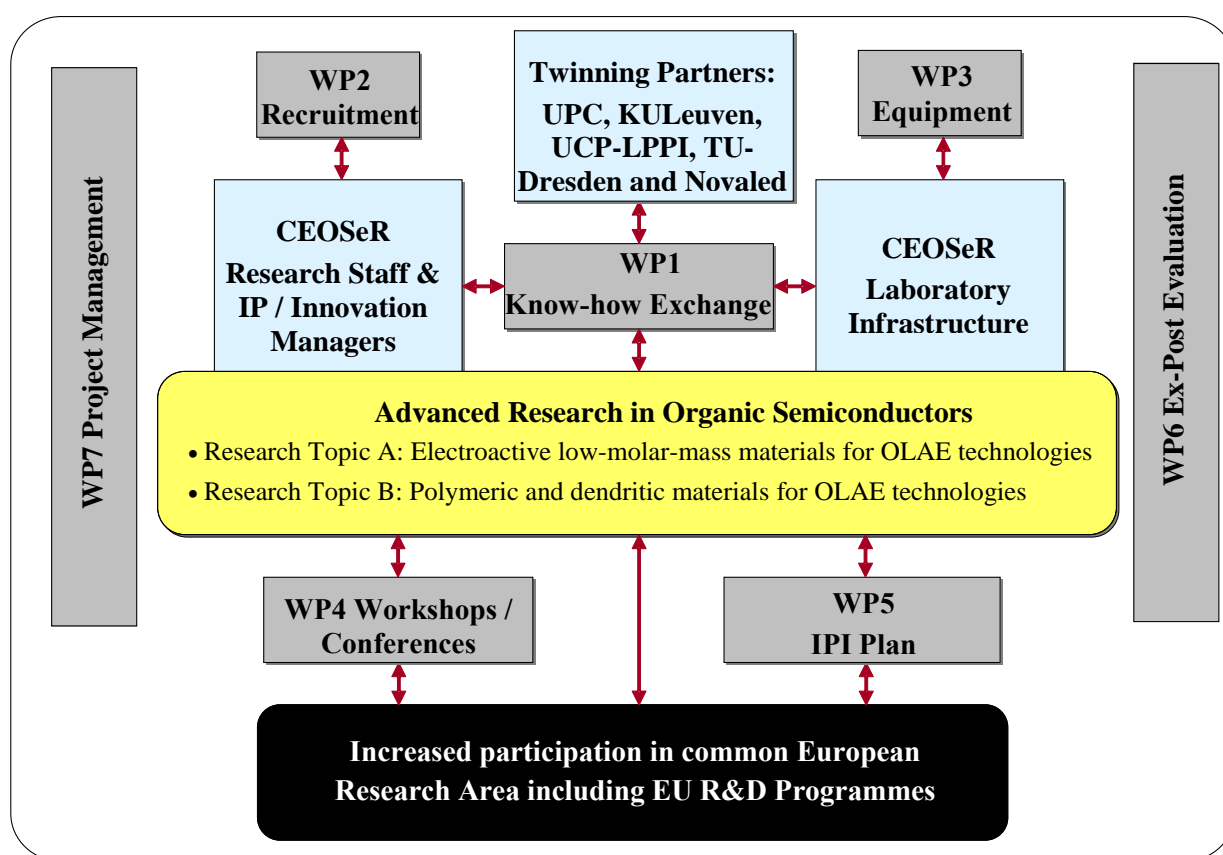 WP7 Project Management
WP2
Recruitment
Twinning Partners:
UPC, KULeuven,
UCP-LPPI, TU-
Dresden and Novaled
WP3
Equipment
WP6 Ex-Post Evaluation
CEOSeR
Research Staff &
IP / Innovation
Managers
WP1
Know-how Exchange
CEOSeR
Laboratory
Infrastructure
Advanced Research in Organic Semiconductors
• Research Topic A: Electroactive low-molar-mass materials for OLAE technologies
• Research Topic B: Polymeric and dendritic materials for OLAE technologies
WP4 Workshops /
Conferences
WP5
IPI Plan
Increased participation in common European
Research Area including EU R&D Programmes